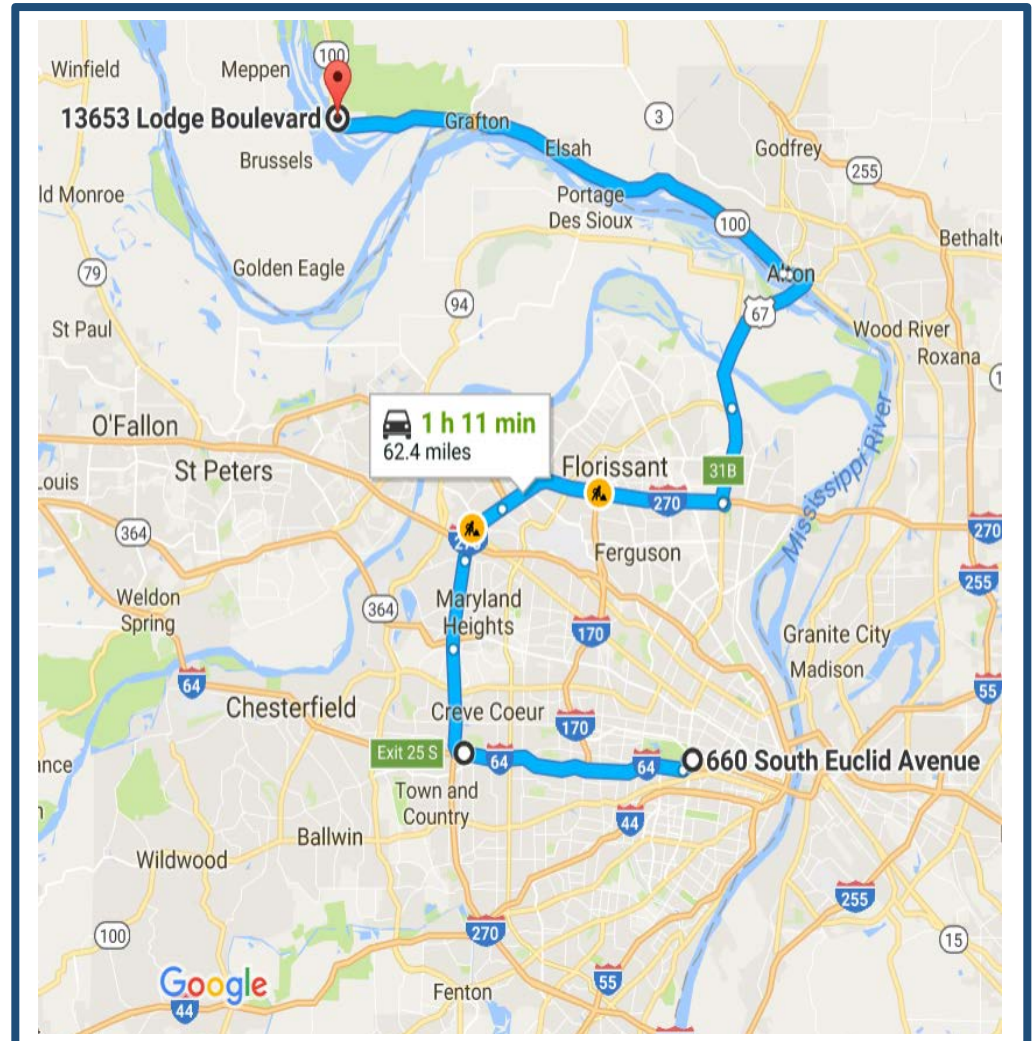 100
Winfield
Meppen
13653 Lodge Boulevard
Grafton
3
Brussels
Elsah
Godfrey
255
ld Monroe
Portage
Des Sioux
100
Bethalt
79
Golden Eagle
Alton
94
67
St Paul
Wood River
Roxana
O'Fallon
1 h 11 min
62.4 miles
Louis
St Peters
Florissant
31B
270
Mississippi River
364
Ferguson
270
255
Weldon
Spring
364
Maryland
Heights
170
Granite City
Madison
64
55
Chesterfield
Creve Coeur
170
ance
Exit 25 S
64
64
660 South Euclid Avenue
Town and
Country
44
Ballwin
Wildwood
255
100
270
15
Google
44
Fenton
55